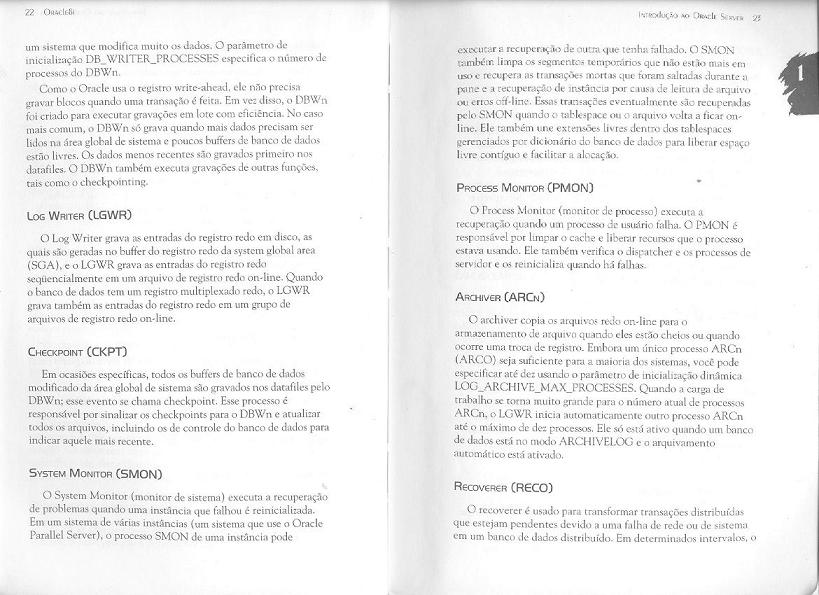 22 Oracle8i
um sistema que modifica muito os dados. O parâmetro de
inicialização DB_WRITER_PROCESSES especifica o número de
processos do DBWn.
Como o Oracle usa o registro write-ahead, ele não precisa
gravar blocos quando uma transação é feita. Em vez disso, o DBWn
foi criado para executar gravações em lote com eficiência. No caso
mais comum, o DBWn só grava quando mais dados precisam ser
lidos na área global de sistema e poucos buffers de banco de dados
estão livres. Os dados menos recentes são gravados primeiro nos
datafiles. O DBWn também executa gravações de outras funções,
tais como o checkpointing.
Log Writer (LGWR)
O Log Writer grava as entradas do registro redo em disco, as
quais são geradas no buffer do registro redo da system global area
(SGA), e o LGWR grava as entradas do registro redo
seqüencialmente em um arquivo de registro redo on-line. Quando
o banco de dados tem um registro multiplexado redo, o LGWR
grava também as entradas do registro redo em um grupo de
arquivos de registro redo on-line.
Checkpoint (CKPT)
Em ocasiões específicas, todos os buffers de banco de dados
modificado da área global de sistema são gravados nos datafiles pelo
DBWn; esse evento se chama checkpoint. Esse processo é
responsável por sinalizar os checkpoints para o DBWn e atualizar
todos os arquivos, incluindo os de controle do banco de dados para
indicar aquele mais recente.
System Monitor (SMON)
O System Monitor (monitor de sistema) executa a recuperação
de problemas quando uma instância que falhou é reinicializada.
Em um sistema de várias instâncias (um sistema que use o Oracle
Parallel Server), o processo SMON de uma instância pode
Introdução ao Oracle Server 23
executar a recuperação de outra que tenha falhado. O SMON
também limpa os segmentos temporários que não estão mais em
uso e recupera as transações mortas que foram saltadas durante a
pane e a recuperação de instância por causa de leitura de arquivo
ou erros off-line. Essas transações eventualmente são recuperadas
pelo SMON quando o tablespace ou o arquivo volta a ficar on-
line. Ele também une extensões livres dentro dos tablespaces
gerenciados por dicionário do banco de dados para liberar espaço
livre contíguo e facilitar a alocação.
1
Process Monitor (PMON)
O Process Monitor (monitor de processo) executa a
recuperação quando um processo de usuário falha. O PMON é
responsável por limpar o cache e liberar recursos que o processo
estava usando. Ele também verifica o dispatcher e os processos de
servidor e os reinicializa quando há falhas.
Archiver (ARCn)
O archiver copia os arquivos redo on-line para o
armazenamento de arquivo quando eles estão cheios ou quando
ocorre uma troca de registro. Embora um único processo ARCn
(ARCO) seja suficiente para a maioria dos sistemas, você pode
especificar até dez usando o parâmetro de inicialização dinâmica
LOG_ARCHIVE_MAX_PROCESSES. Quando a carga de
trabalho se torna muito grande para o número atual de processos
ARCn, o LGWR inicia automaticamente outro processo ARCn
até o máximo de dez processos. Ele só está ativo quando um banco
de dados está no modo ARCHIVELOG e o arquivamento
automático está ativado.
Recoverer (RECO)
O recoverer é usado para transformar transações distribuídas
que estejam pendentes devido a uma falha de rede ou de sistema
em um banco de dados distribuído. Em determinados intervalos, o